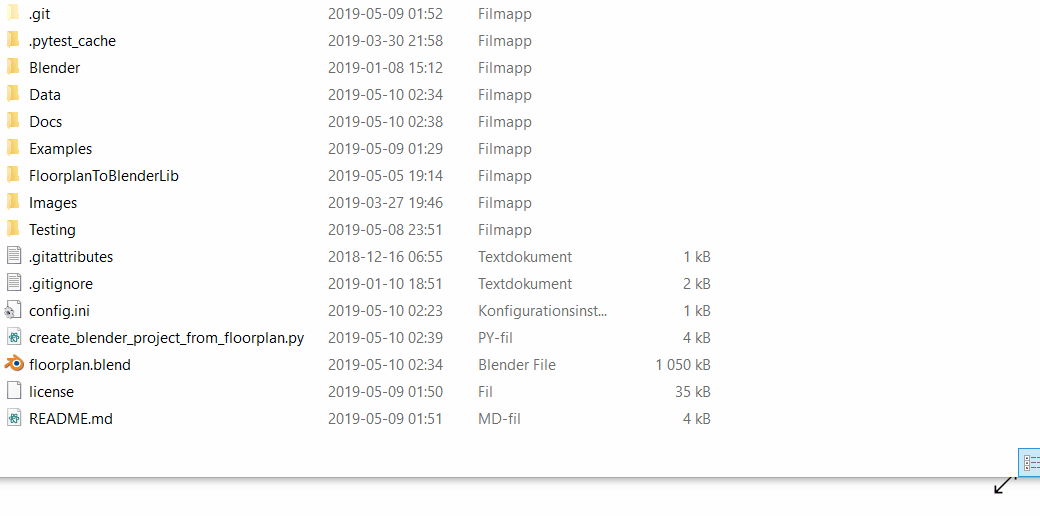 .git 2019-05-09 01:52 Filmapp
.pytest_cache 2019-03-30 21:58 Filmapp
Blender 2019-01-08 15:12 Filmapp
Data 2019-05-10 02:34 Filmapp
Docs 2019-05-10 02:38 Filmapp
Examples 2019-05-09 01:29 Filmapp
FloorplanToBlenderLib 2019-05-05 19:14 Filmapp
Images 2019-03-27 19:46 Filmapp
Testing 2019-05-08 23:51 Filmapp
.gitattributes 2018-12-16 06:55 Textdokument 1 kB
.gitignore 2019-01-10 18:51 Textdokument 2 kB
config.ini 2019-05-10 02:23 Konfigurationsinst... 1 kB
create_blender_project_from_floorplan.py 2019-05-10 02:39 PY-fil 4 kB
floorplan.blend 2019-05-10 02:34 Blender File 1 050 kB
license 2019-05-09 01:50 Fil 35 kB
README.md 2019-05-09 01:51 MD-fil 4 kB